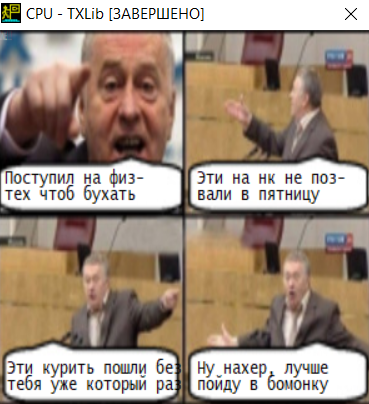 CPU - TXLib [ЗАВЕРШЕНО]
Поступил на физ-
тех чтоб бухать
Эти на нк не поз-
вали в пятницу
Эти курить пошли без
тебя уже который раз
Ну нахер, лучше
пойду в бомонку